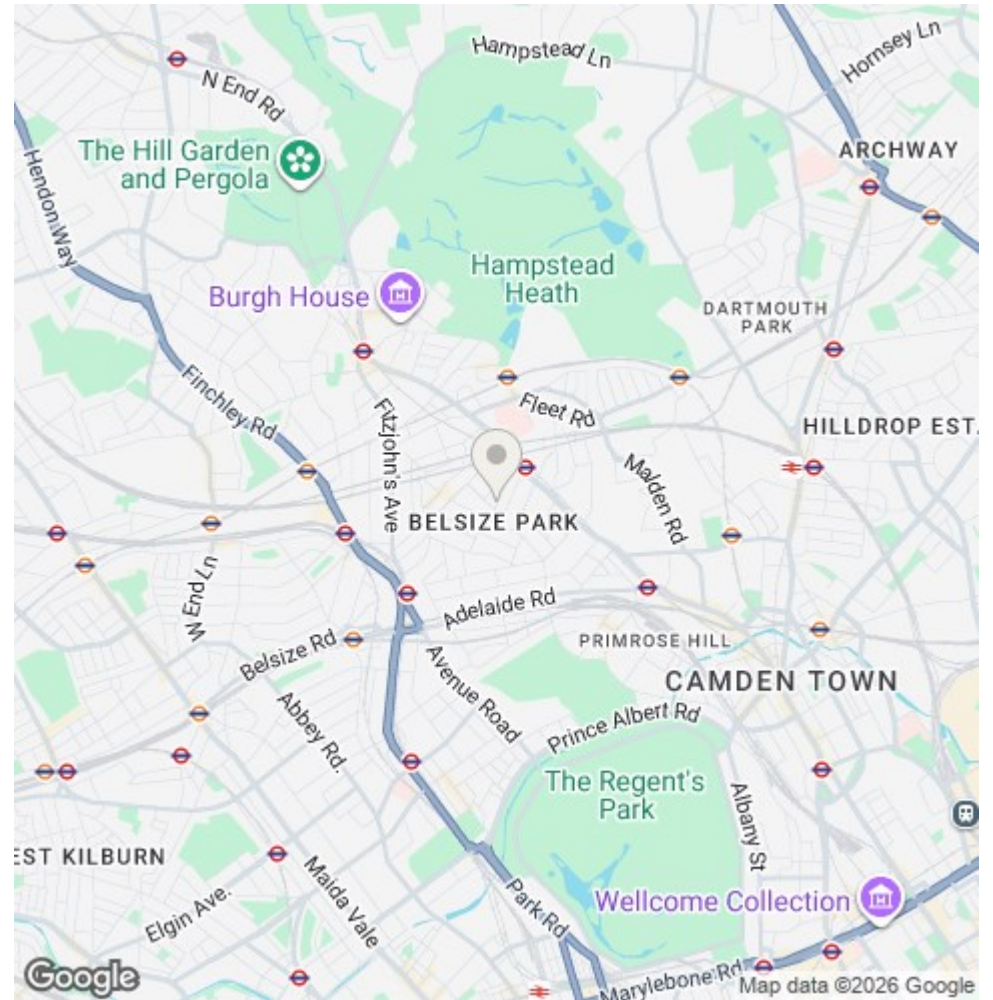 Hampstead Ln
Hornsey Ln
N End Rd
The Hill Garden
and Pergola
ARCHWAY
Hendon Way
Hampstead
Heath
Burgh House
DARTMOUTH
PARK
Finchley Rd
Fitzjohn's Ave
Fleet Rd
HILLDROP EST
Malden Rd
BELSIZE PARK
W End Ln
Adelaide Rd
Belsize Rd
PRIMROSE HILL
Avenue Road
CAMDEN TOWN
Abbey Rd.
Prince Albert Rd
The Regent's
Park
Albany St
EST KILBURN
Maida Vale
Elgin Ave.
Park Rd
Wellcome Collection
Marylebone Rd
Google
Map data ©2026 Google